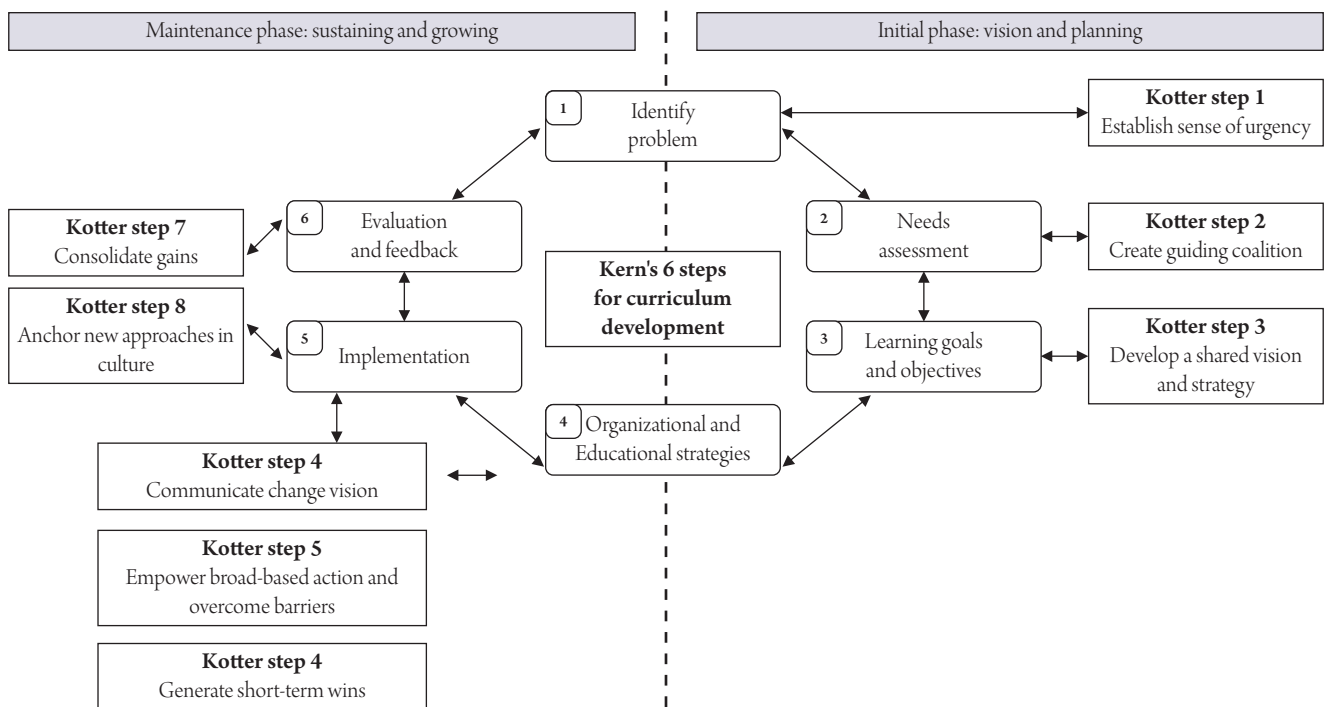 Maintenance phase: sustaining and growing
Initial phase: vision and planning
1
Identify
problem
Kotter step 1
Establish sense of urgency
Kotter step 7
Consolidate gains
6
Evaluation
and feedback
2
Needs
assessment
Kotter step 2
Create guiding coalition
Kern's 6 steps
for curriculum
development
Kotter step 8
Anchor new approaches in
culture
5
Implementation
3
Learning goals
and objectives
Kotter step 3
Develop a shared vision
and strategy
4
Organizational and
Educational strategies
Kotter step 4
Communicate change vision
Kotter step 5
Empower broad-based action and
overcome barriers
Kotter step 4
Generate short-term wins